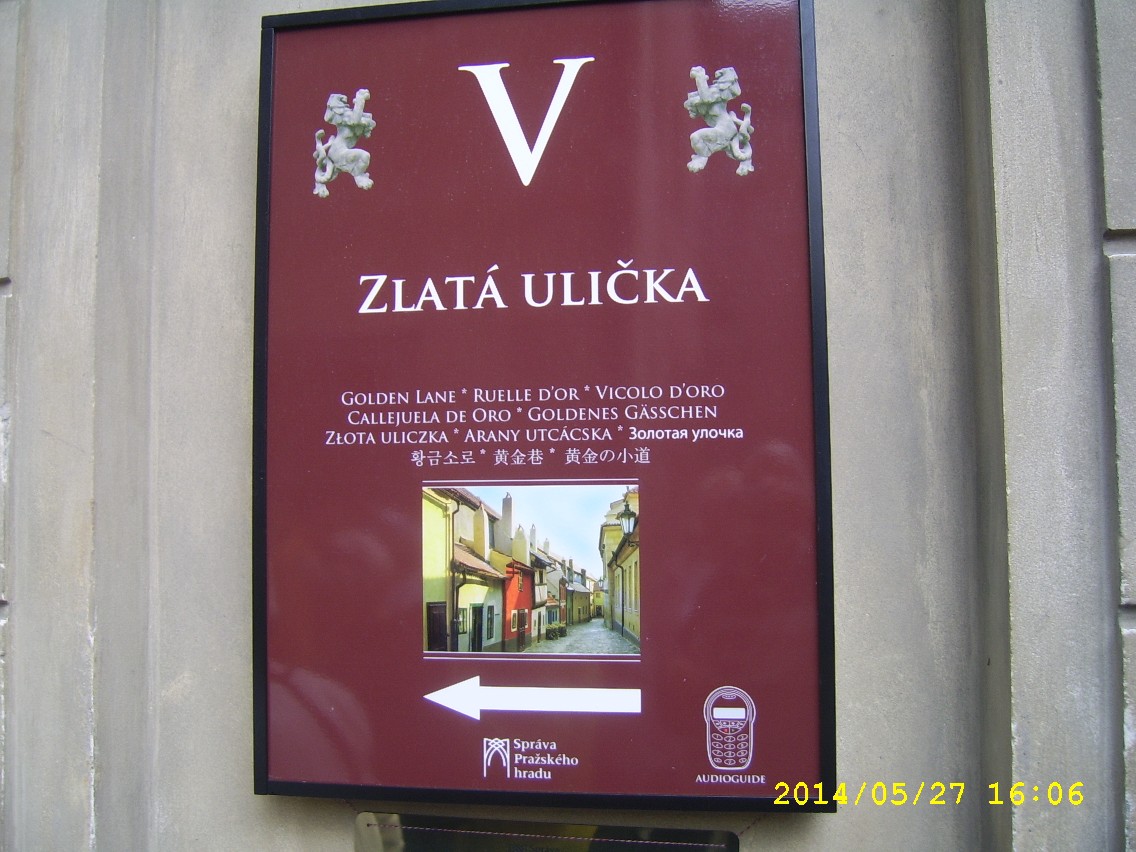 V
ZLATÁ ULIČKA
GOLDEN LANE * RUELLE D'OR * VICOLO D'ORO
CALLEJUELA DE ORO * GOLDENES GÄSSCHEN
ZŁOTA ULICZKA * ARANY UTCÁCSKA * Золотая улочка
황금소로 * 黄金巷 * 黄金の小道
Správa
Pražského
hradu
AUDIOGUIDE
2014/05/27 16:06